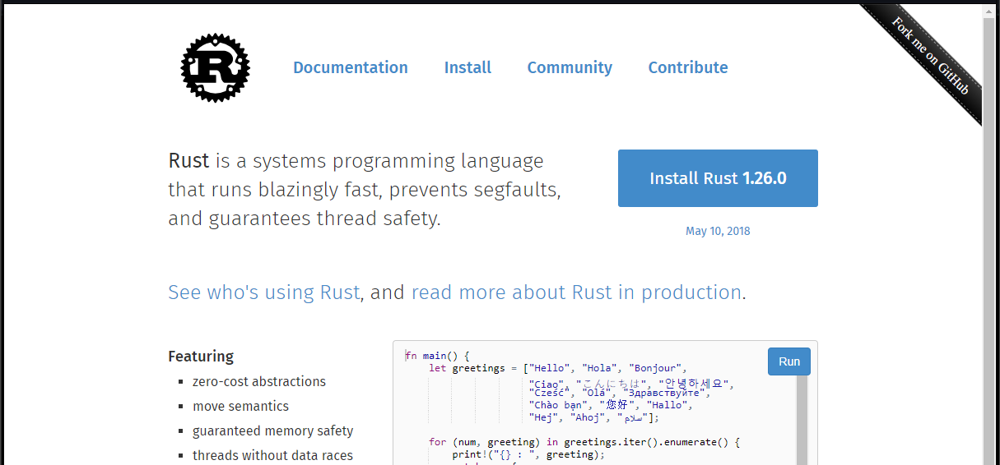 Fork me on GitHub
R
Documentation Install Community Contribute
Rust is a systems programming language
that runs blazingly fast, prevents segfaults,
and guarantees thread safety.
Install Rust 1.26.0
May 10, 2018
See who's using Rust, and read more about Rust in production.
Featuring
zero-cost abstractions
move semantics
guaranteed memory safety
threads without data races
Run
fn main() {
let greetings = ["Hello", "Hola", "Bonjour",
"Ciao", "こんにちは", "안녕하세요",
"Cześć", "Olá", "Здравствуйте",
"Chào bạn", "您好", "Hallo",
"Hej", "Ahoj", "سلام"];
for (num, greeting) in greetings.iter().enumerate() {
print!("{} : ", greeting);